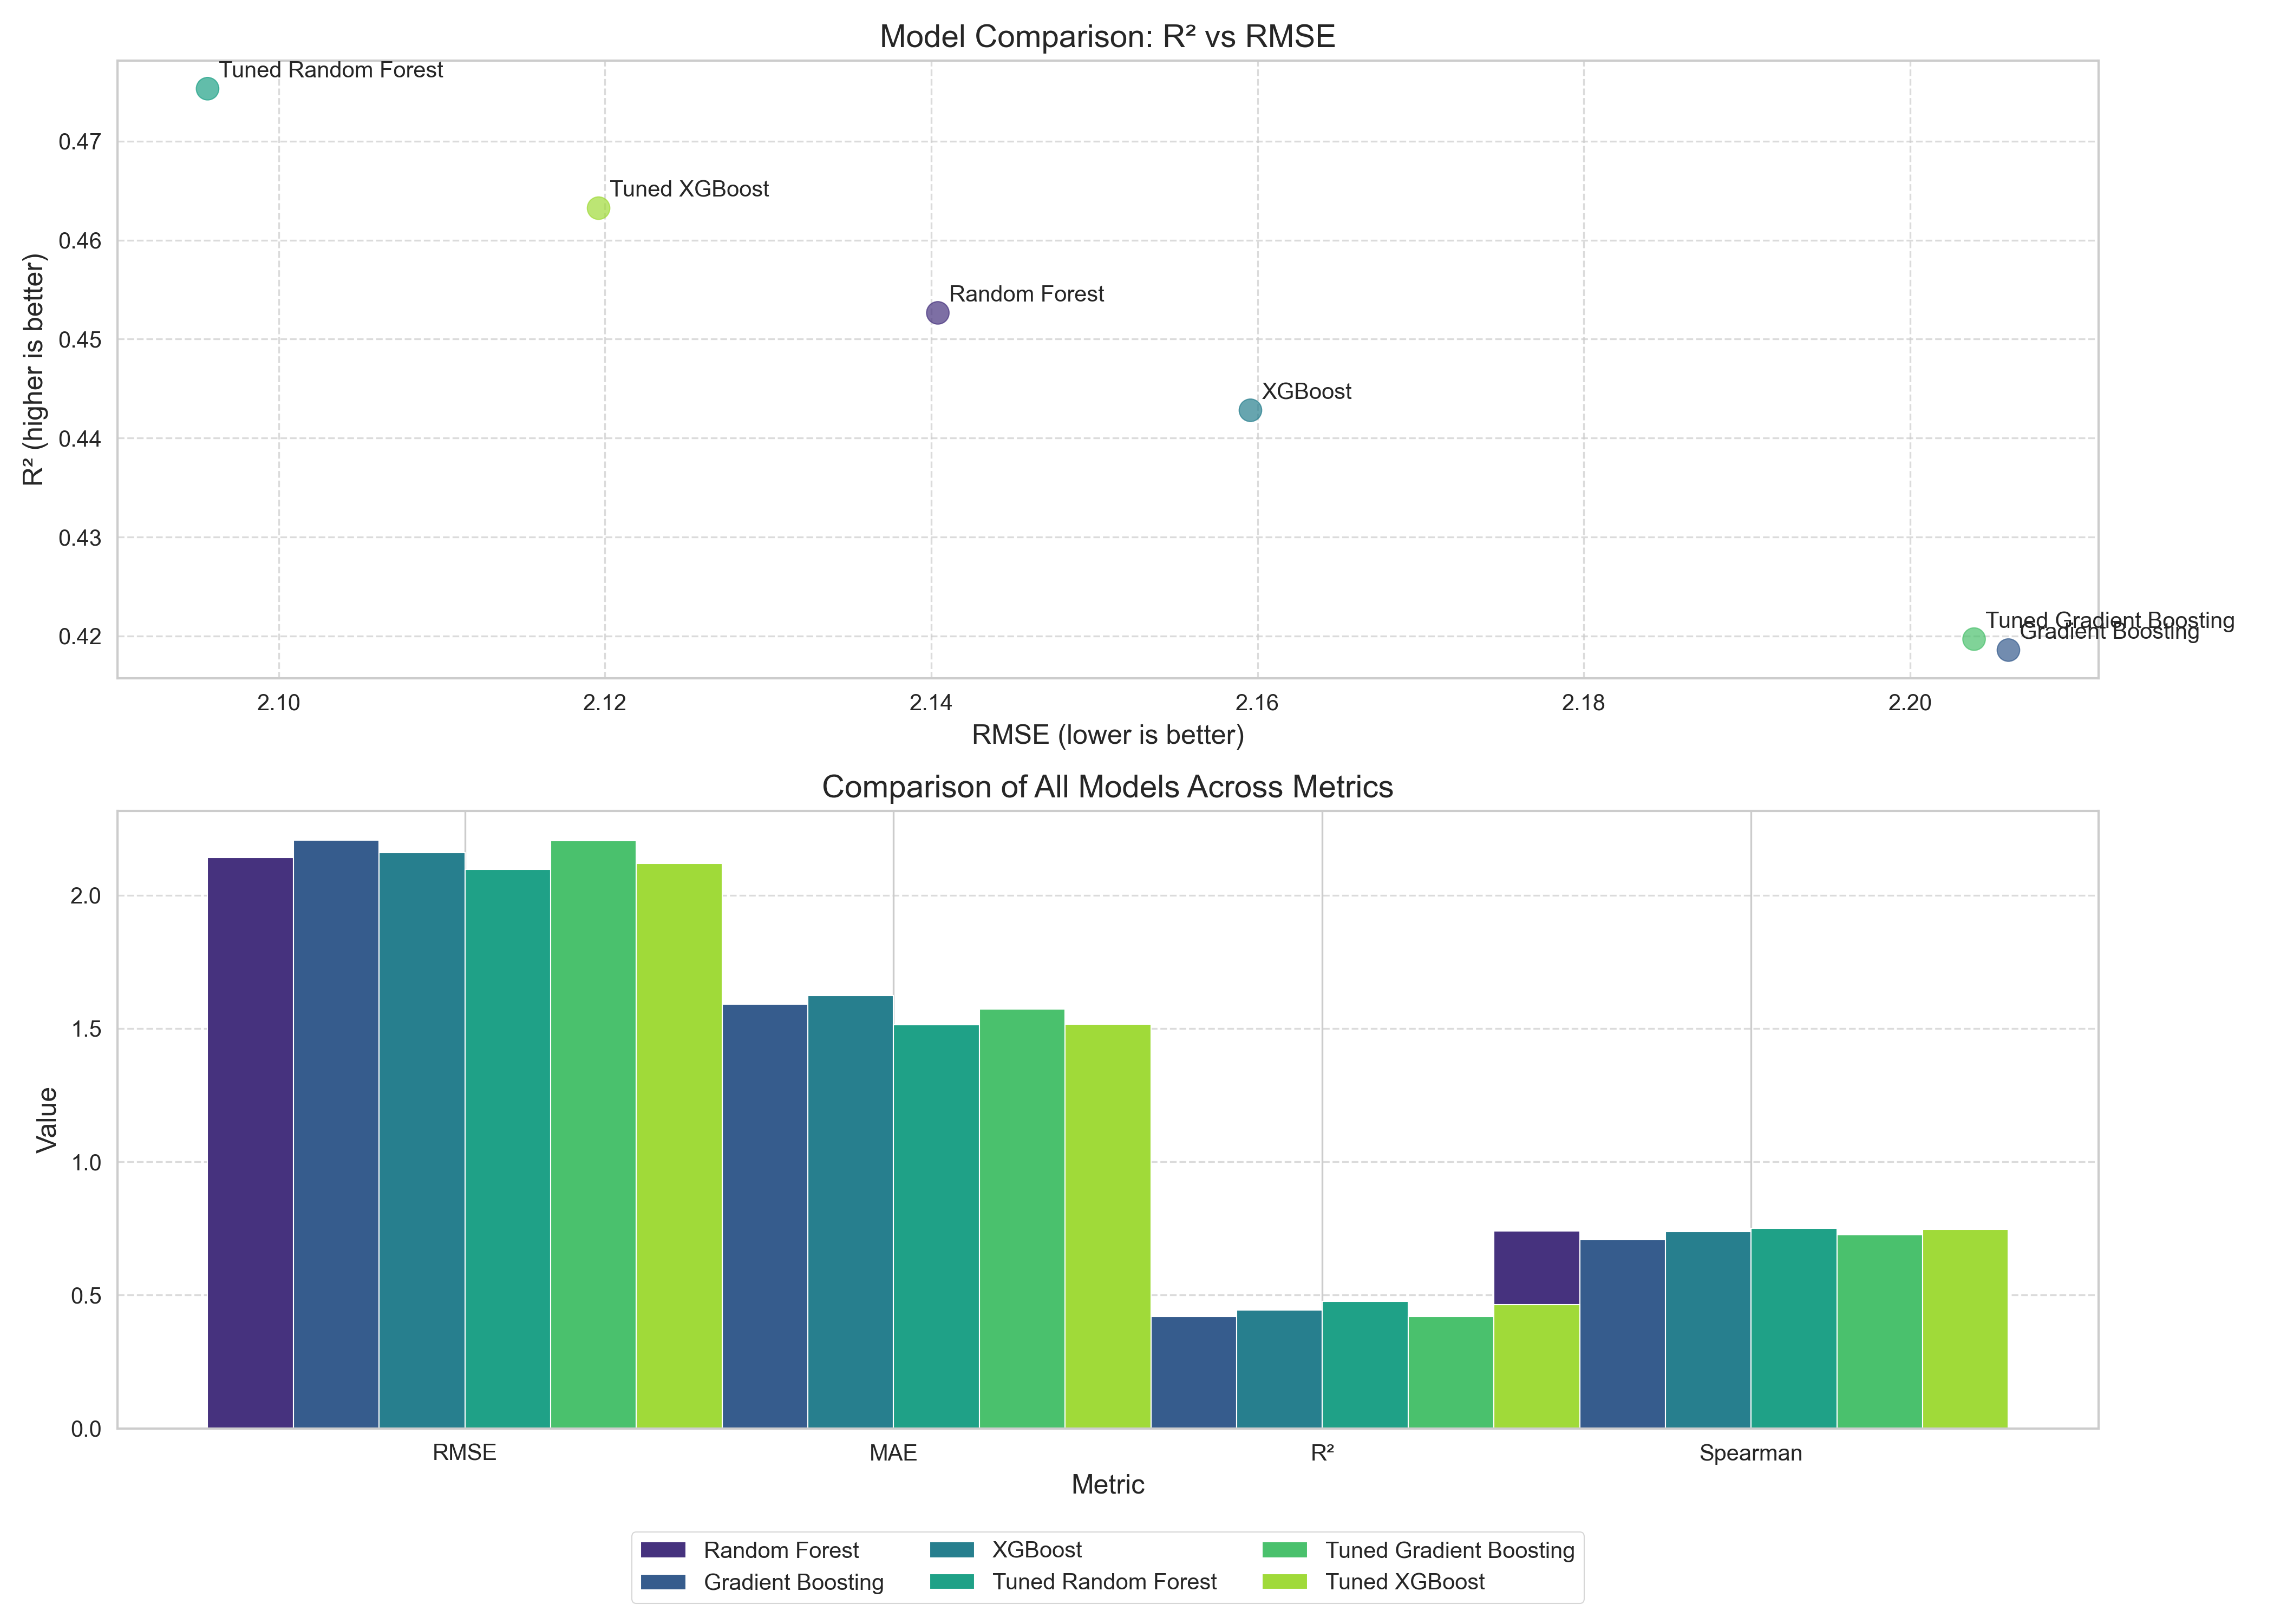 Model Comparison: R² vs RMSE
Tuned Random Forest
0.47
Tuned XGBoost
0.46
Random Forest
0.45
XGBoost
0.44
0.43
Tuned Gradient Boosting
0.42
Gradient Boosting
R² (higher is better)
2.10 2.12 2.14 2.16 2.18 2.20
RMSE (lower is better)
Comparison of All Models Across Metrics
2.0
1.5
1.0
0.5
0.0
Value
RMSE MAE R² Spearman
Metric
Random Forest XGBoost Tuned Gradient Boosting
Gradient Boosting Tuned Random Forest Tuned XGBoost